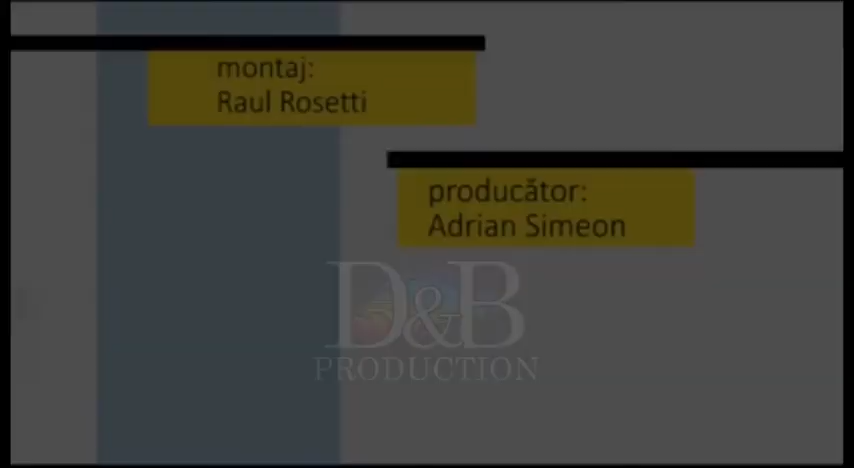 montaj:
Raul Rosetti
producător:
Adrian Simeon
D&B
PRODUCTION